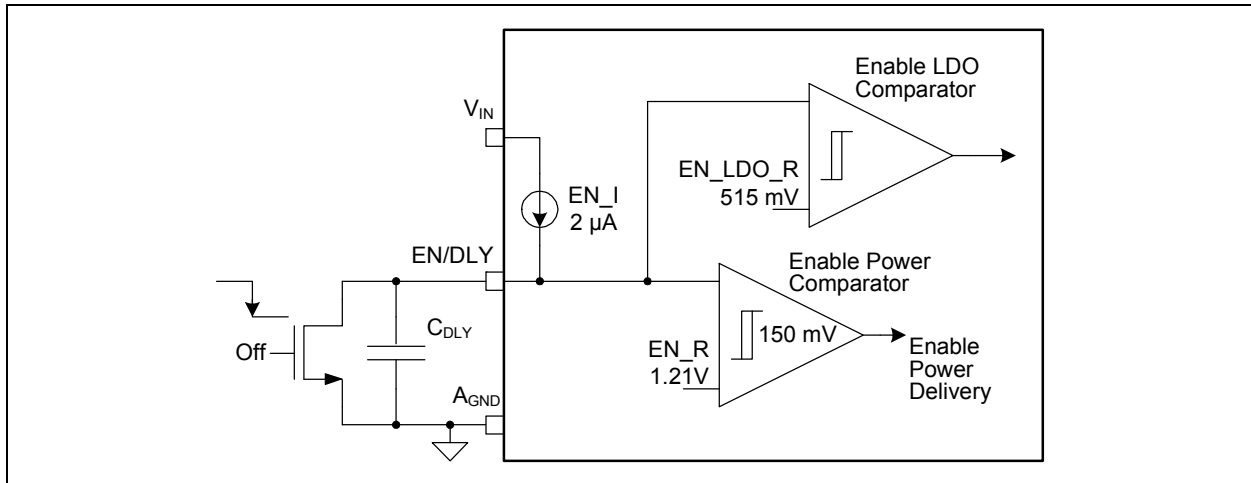 Enable LDO
Comparator
VIN
EN_LDO_R
515 mV
EN_I
2 µA
EN/DLY
Enable Power
Comparator
CDLY
150 mV
Off
EN_R
1.21V
Enable
Power
Delivery
AGND